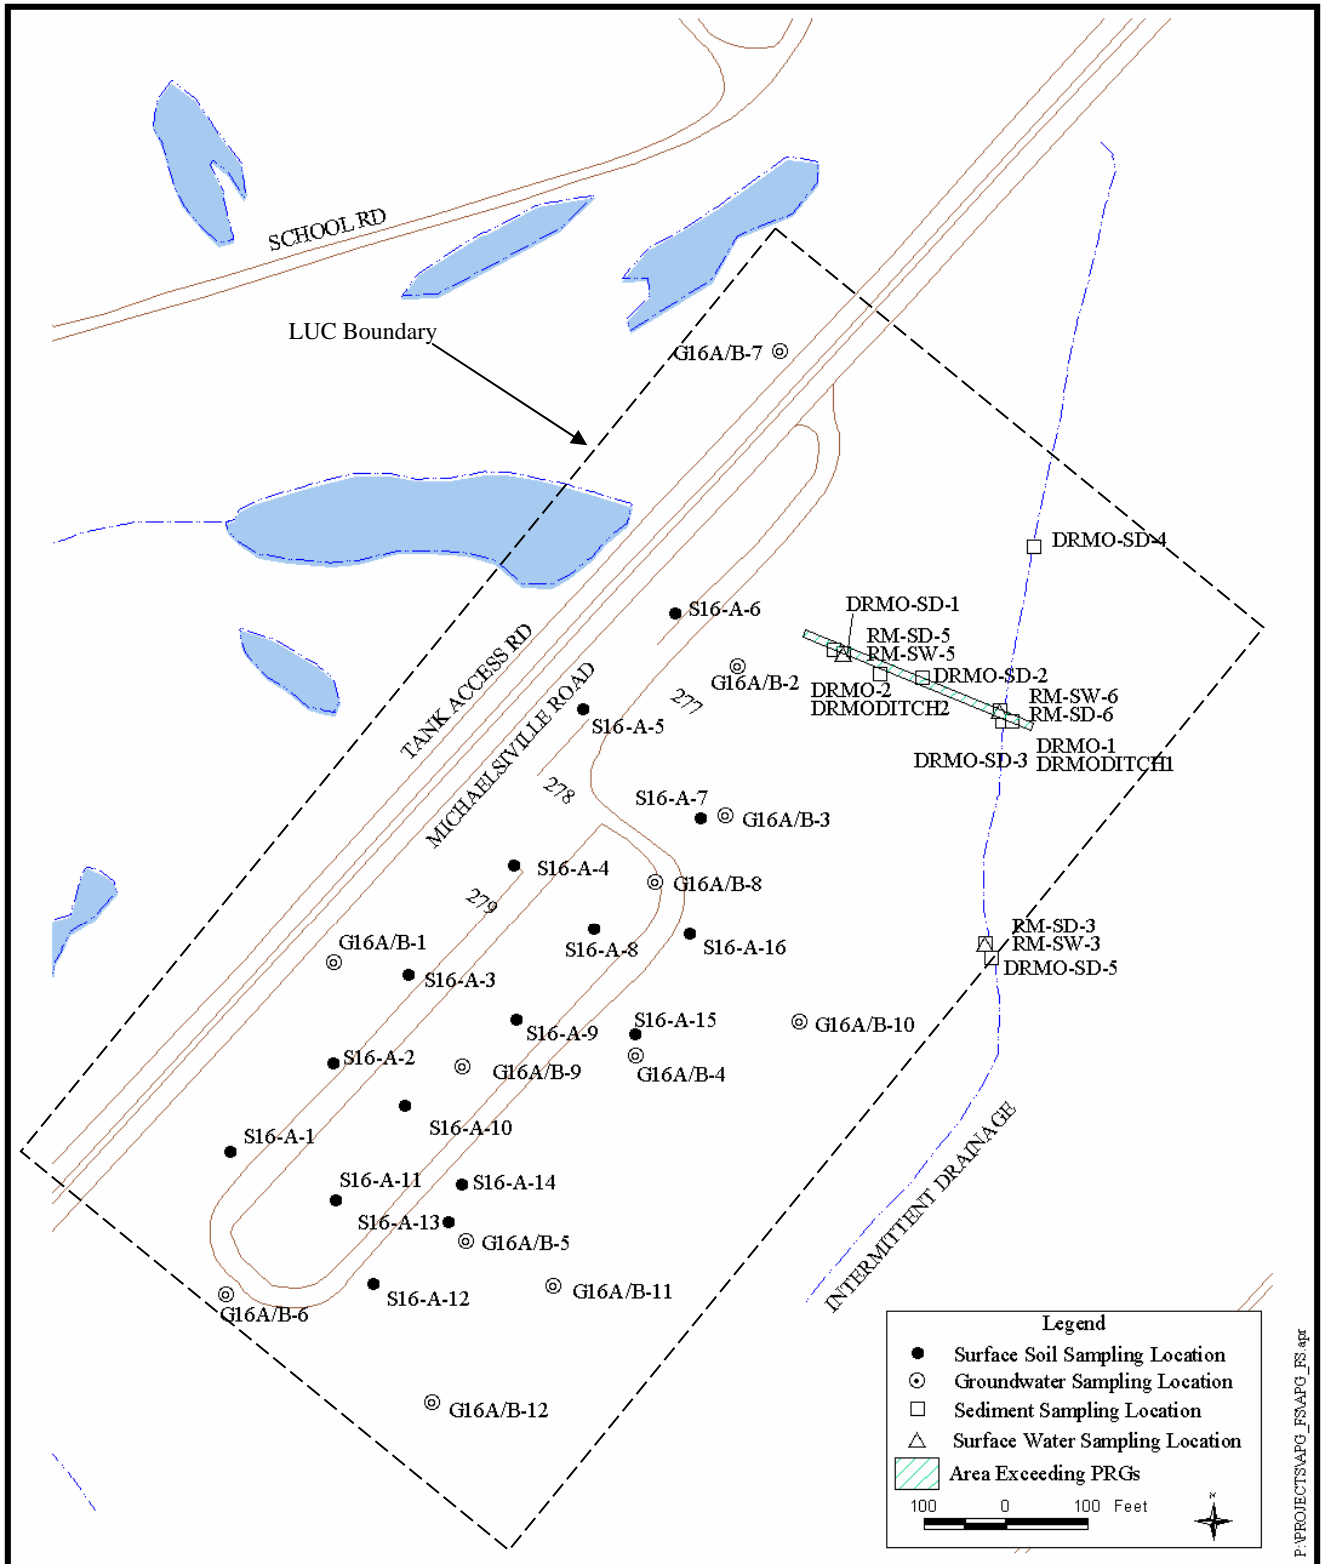 SCHOOL RD
LUC Boundary
G16A/B-7
DRMO-SD-4
S16-A-6
DRMO-SD-1
RM-SD-5
RM-SW-5
G16A/B-2
DRMO-SD-2
DRMO-2
DRMODITCH2
RM-SW-6
RM-SD-6
TANK ACCESS RD
277
S16-A-5
DRMO-SD-3
DRMO-1
DRMODITCH1
MICHAELSIVILLE ROAD
278
S16-A-7
G16A/B-3
S16-A-4
G16A/B-8
279
G16A/B-1
S16-A-8
S16-A-16
RM-SD-3
RM-SW-3
DRMO-SD-5
S16-A-3
S16-A-9
S16-A-15
G16A/B-10
S16-A-2
G16A/B-9
G16A/B-4
S16-A-10
S16-A-1
S16-A-11
S16-A-14
S16-A-13
G16A/B-5
INTERMITTENT DRAINAGE
S16-A-12
G16A/B-11
G16A/B-6
G16A/B-12
Legend
Surface Soil Sampling Location
Groundwater Sampling Location
Sediment Sampling Location
Surface Water Sampling Location
Area Exceeding PRGs
100 0 100 Feet
N
P:\PROJECTS\APG_FS\APG_FS.apr